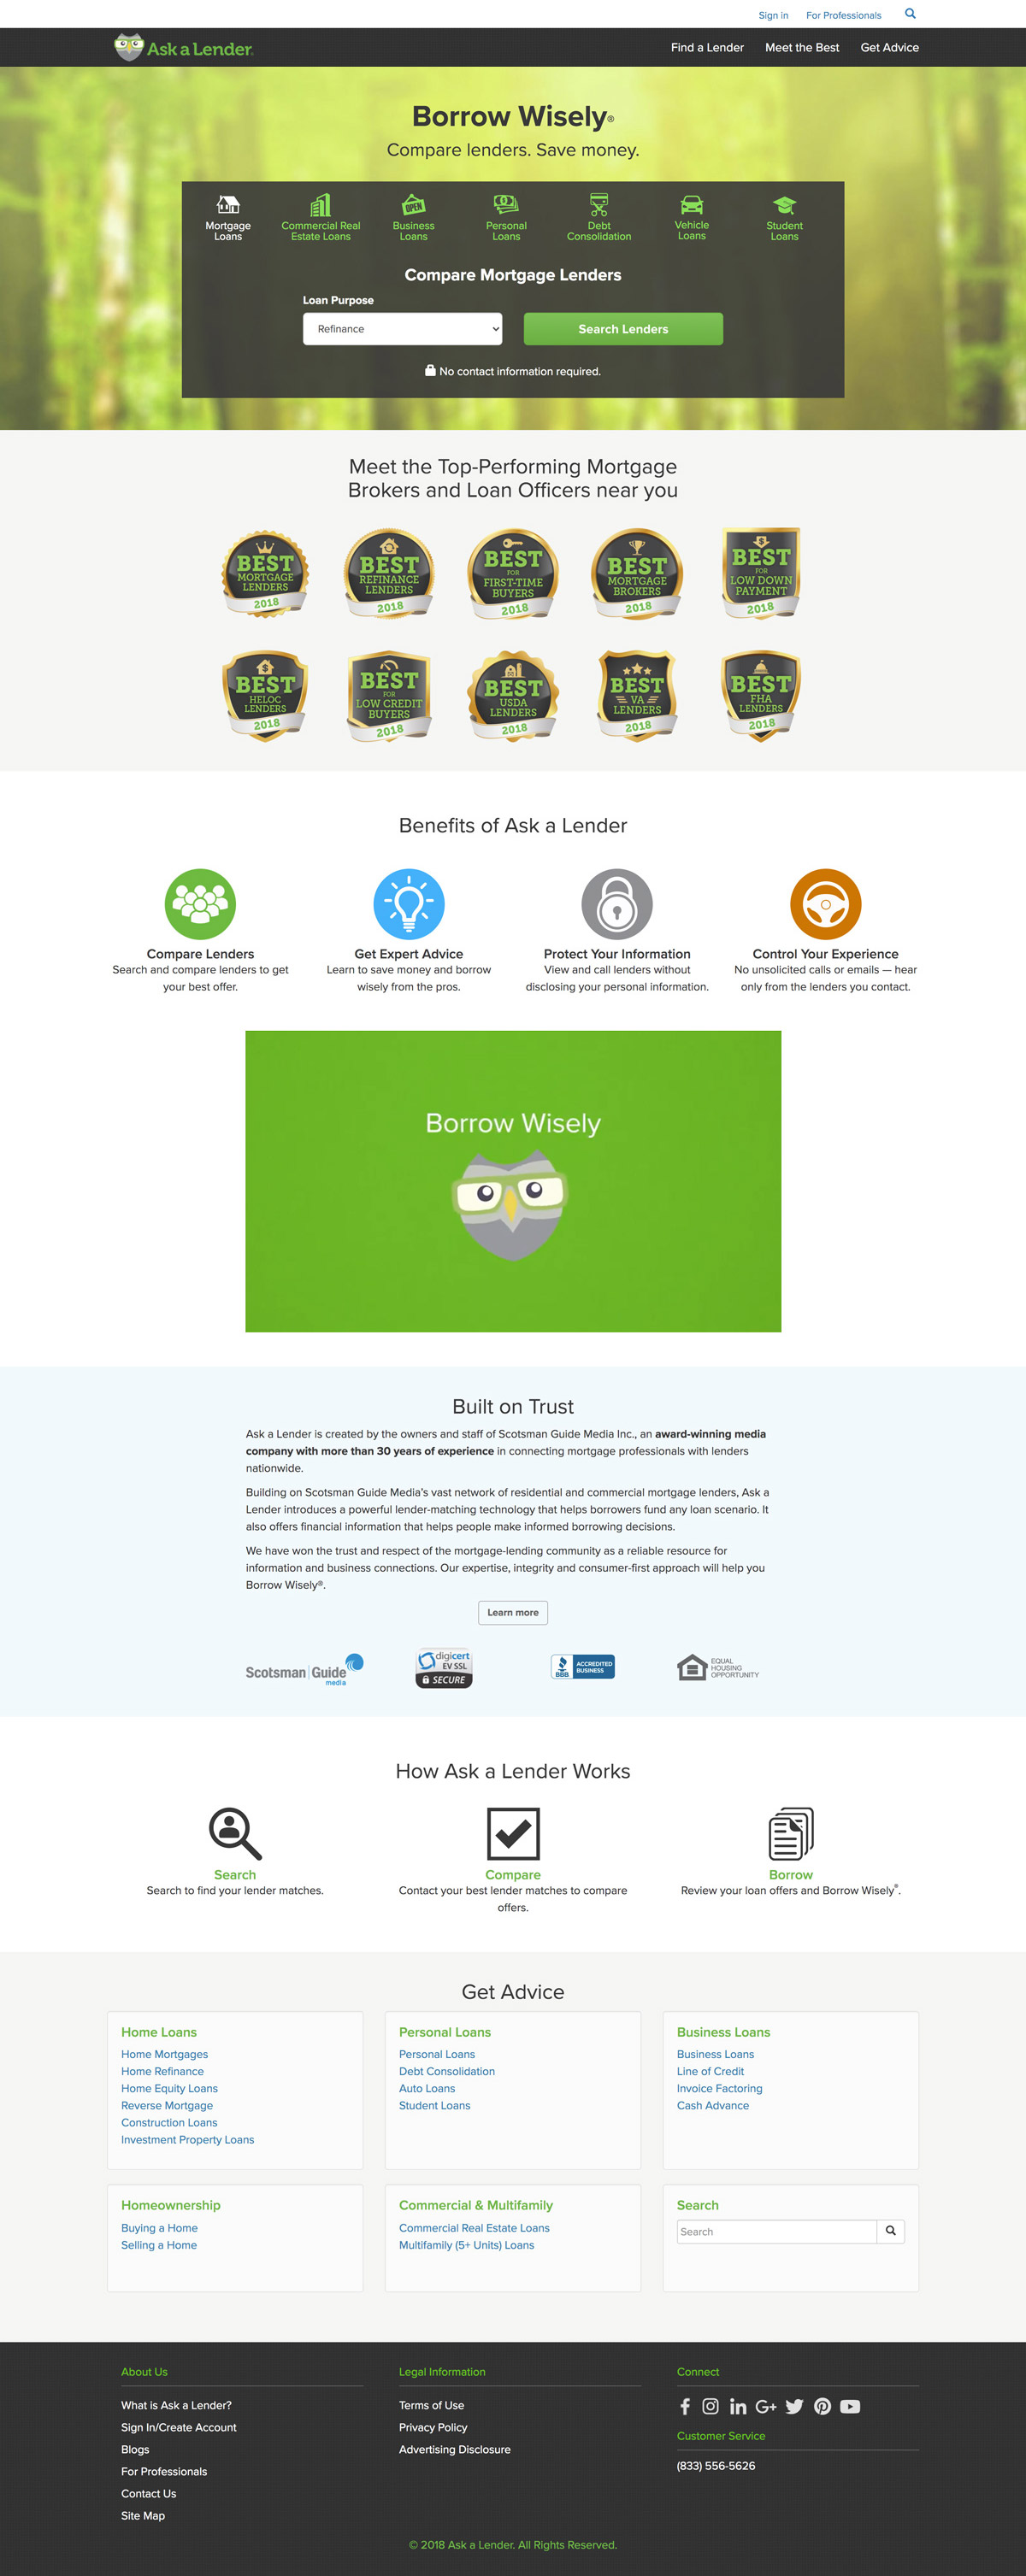 Sign in For Professionals
Ask a Lender
Find a Lender Meet the Best Get Advice
Borrow Wisely®
Compare lenders. Save money.
Mortgage
Loans
Commercial Real
Estate Loans
OPEN
Business
Loans
Personal
Loans
Debt
Consolidation
Vehicle
Loans
Student
Loans
Compare Mortgage Lenders
Loan Purpose
Refinance
Search Lenders
No contact information required.
Meet the Top-Performing Mortgage
Brokers and Loan Officers near you
BEST
MORTGAGE
LENDERS
2018
BEST
REFINANCE
LENDERS
2018
BEST
FOR
FIRST-TIME
BUYERS
2018
BEST
MORTGAGE
BROKERS
2018
$
BEST
FOR
LOW DOWN
PAYMENT
2018
$
BEST
HELOC
LENDERS
2018
BEST
FOR
LOW CREDIT
BUYERS
2018
BEST
USDA
LENDERS
2018
BEST
VA
LENDERS
2018
BEST
FHA
LENDERS
2018
Benefits of Ask a Lender
Compare Lenders
Search and compare lenders to get
your best offer.
Get Expert Advice
Learn to save money and borrow
wisely from the pros.
Protect Your Information
View and call lenders without
disclosing your personal information.
Control Your Experience
No unsolicited calls or emails — hear
only from the lenders you contact.
Borrow Wisely
Built on Trust
Ask a Lender is created by the owners and staff of Scotsman Guide Media Inc., an award-winning media
company with more than 30 years of experience in connecting mortgage professionals with lenders
nationwide.
Building on Scotsman Guide Media's vast network of residential and commercial mortgage lenders, Ask a
Lender introduces a powerful lender-matching technology that helps borrowers fund any loan scenario. It
also offers financial information that helps people make informed borrowing decisions.
We have won the trust and respect of the mortgage-lending community as a reliable resource for
information and business connections. Our expertise, integrity and consumer-first approach will help you
Borrow Wisely®.
Learn more
Scotsman Guide
media
digicert
EV SSL
SECURE
BBB
ACCREDITED
BUSINESS
EQUAL
HOUSING
OPPORTUNITY
How Ask a Lender Works
Search
Search to find your lender matches.
Compare
Contact your best lender matches to compare
offers.
Borrow
Review your loan offers and Borrow Wisely®.
Get Advice
Home Loans
Home Mortgages
Home Refinance
Home Equity Loans
Reverse Mortgage
Construction Loans
Investment Property Loans
Personal Loans
Personal Loans
Debt Consolidation
Auto Loans
Student Loans
Business Loans
Business Loans
Line of Credit
Invoice Factoring
Cash Advance
Homeownership
Buying a Home
Selling a Home
Commercial & Multifamily
Commercial Real Estate Loans
Multifamily (5+ Units) Loans
Search
Search
About Us
What is Ask a Lender?
Sign In/Create Account
Blogs
For Professionals
Contact Us
Site Map
Legal Information
Terms of Use
Privacy Policy
Advertising Disclosure
Connect
G+
Customer Service
(833) 556-5626
© 2018 Ask a Lender. All Rights Reserved.